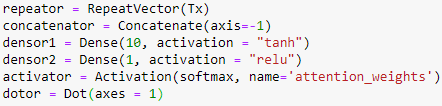 repeator = RepeatVector(Tx)
concatenator = Concatenate(axis=-1)
densor1 = Dense(10, activation = "tanh")
densor2 = Dense(1, activation = "relu")
activator = Activation(softmax, name='attention_weights')
dotor = Dot(axes = 1)